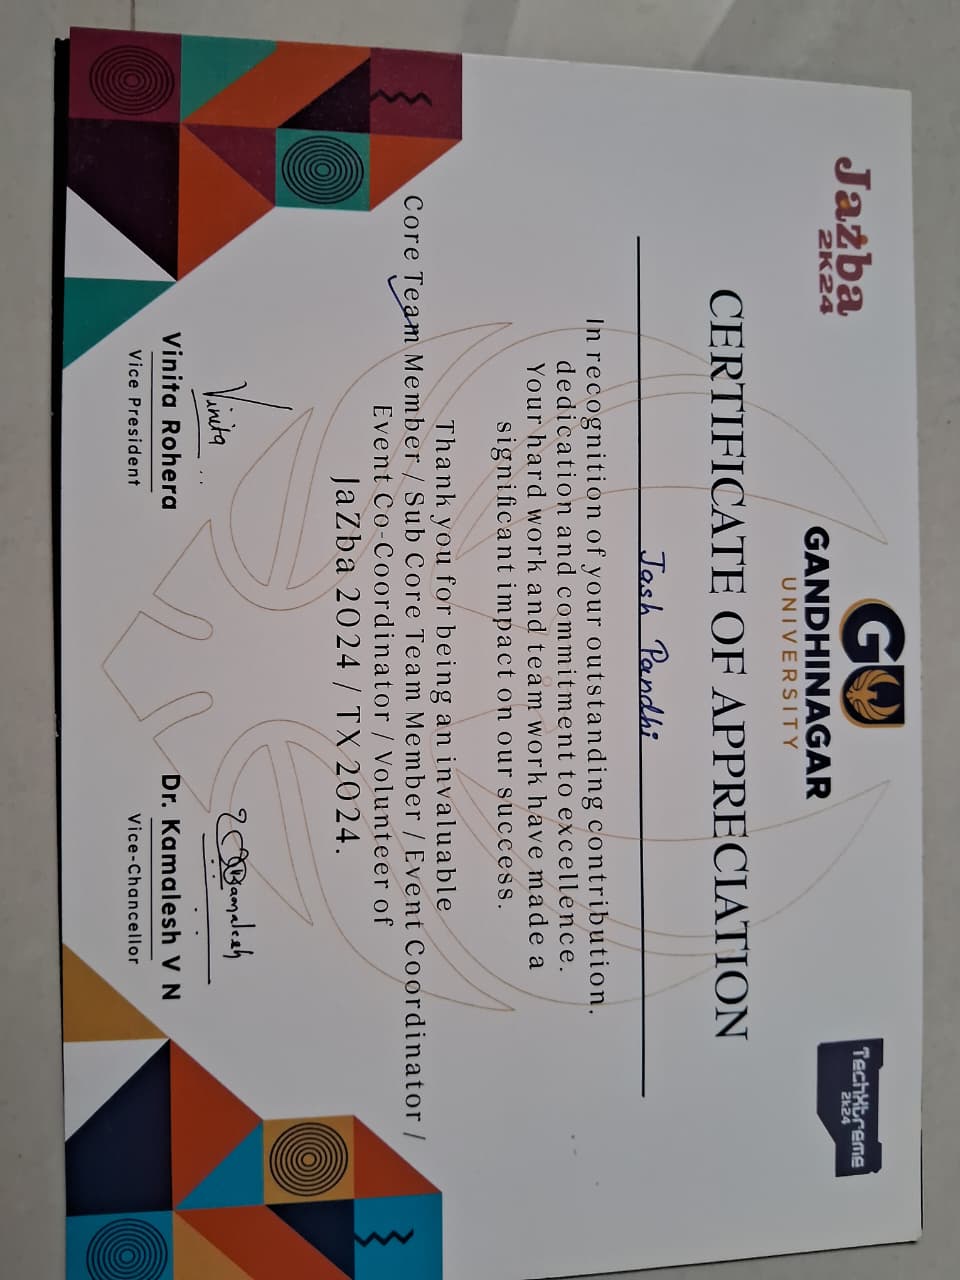 Jazba
2K24
GU
GANDHINAGAR
UNIVERSITY
TechXtreme
2k24
CERTIFICATE OF APPRECIATION
Jash Pandhi
In recognition of your outstanding contribution,
dedication and commitment to excellence.
Your hard work and team work have made a
significant impact on our success.
Thank you for being an invaluable
Core Team Member / Sub Core Team Member / Event Coordinator /
Event Co-Coordinator / Volunteer of
JaZba 2024 / TX 2024.
Vinita
Kamalesh
Vinita Rohera
Dr. Kamalesh V N
Vice President
Vice-Chancellor